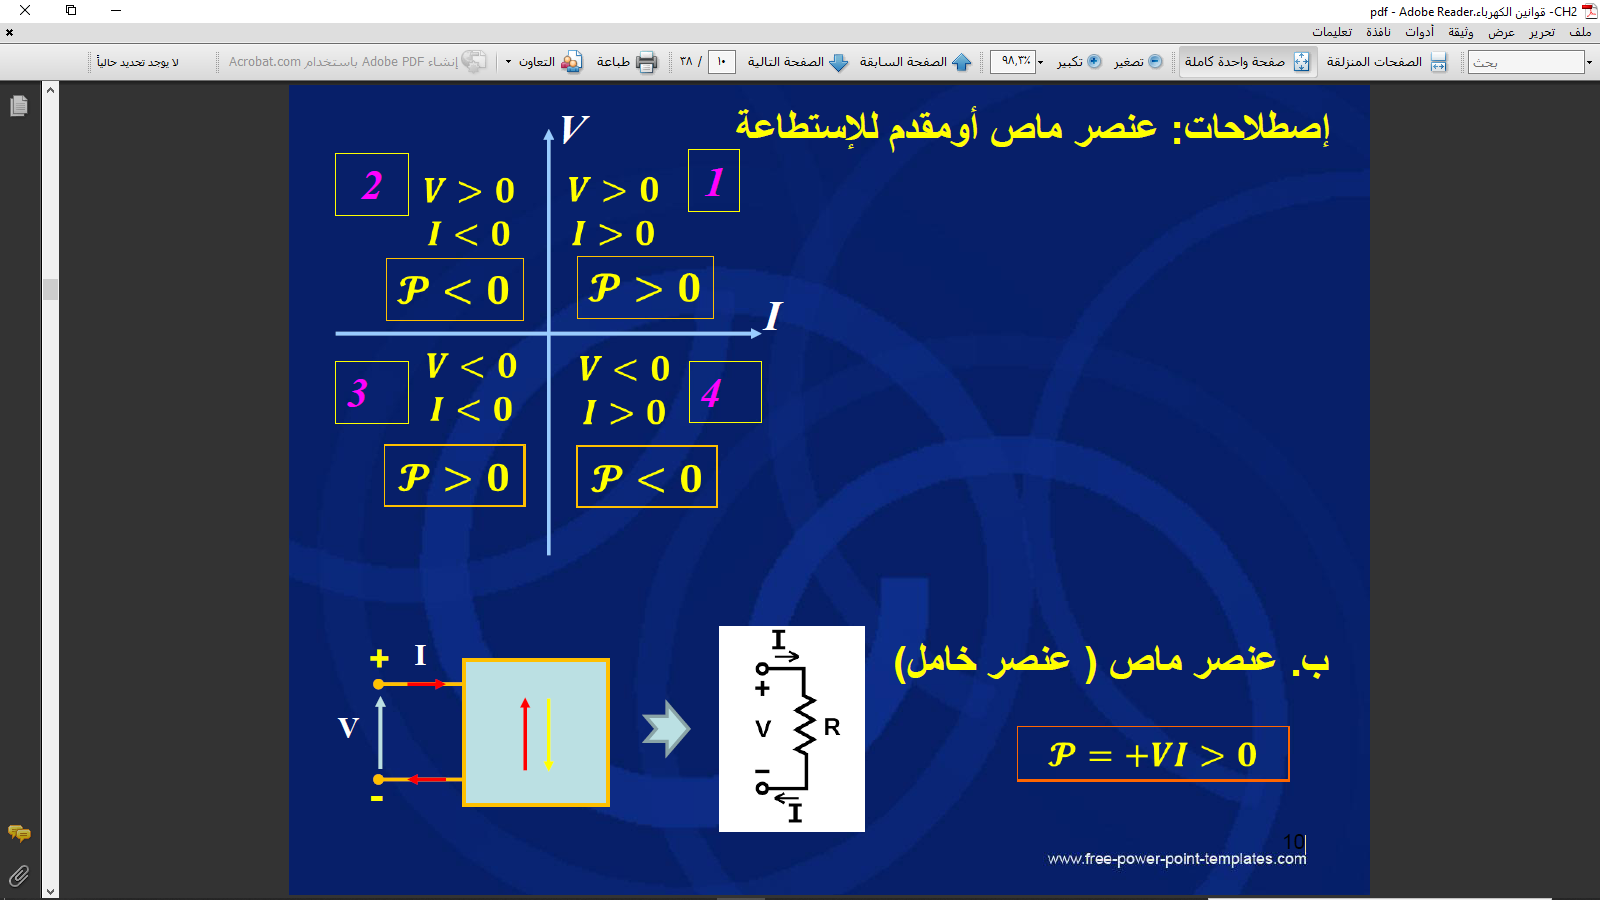 CH2- قوانين الكهرباء.pdf - Adobe Reader
ملف تحرير عرض وثيقة أدوات نافذة تعليمات
بحث
الصفحات المنزلقة
صفحة واحدة كاملة
تصغير
تكبير
٩٨,٣%
الصفحة السابقة
الصفحة التالية
١٠ / ٣٨
طباعة
التعاون
إنشاء Adobe PDF باستخدام Acrobat.com
لا يوجد تحديد حالياً
إصطلاحات: عنصر ماص أومقدم للإستطاعة
V
1
V > 0
I > 0
𝒫 > 0
2
V > 0
I < 0
𝒫 < 0
I
3
V < 0
I < 0
𝒫 > 0
4
V < 0
I > 0
𝒫 < 0
ب. عنصر ماص ( عنصر خامل)
𝒫 = +VI > 0
I
+
V
R
-
I
+
I
V
-
10
www.free-power-point-templates.com